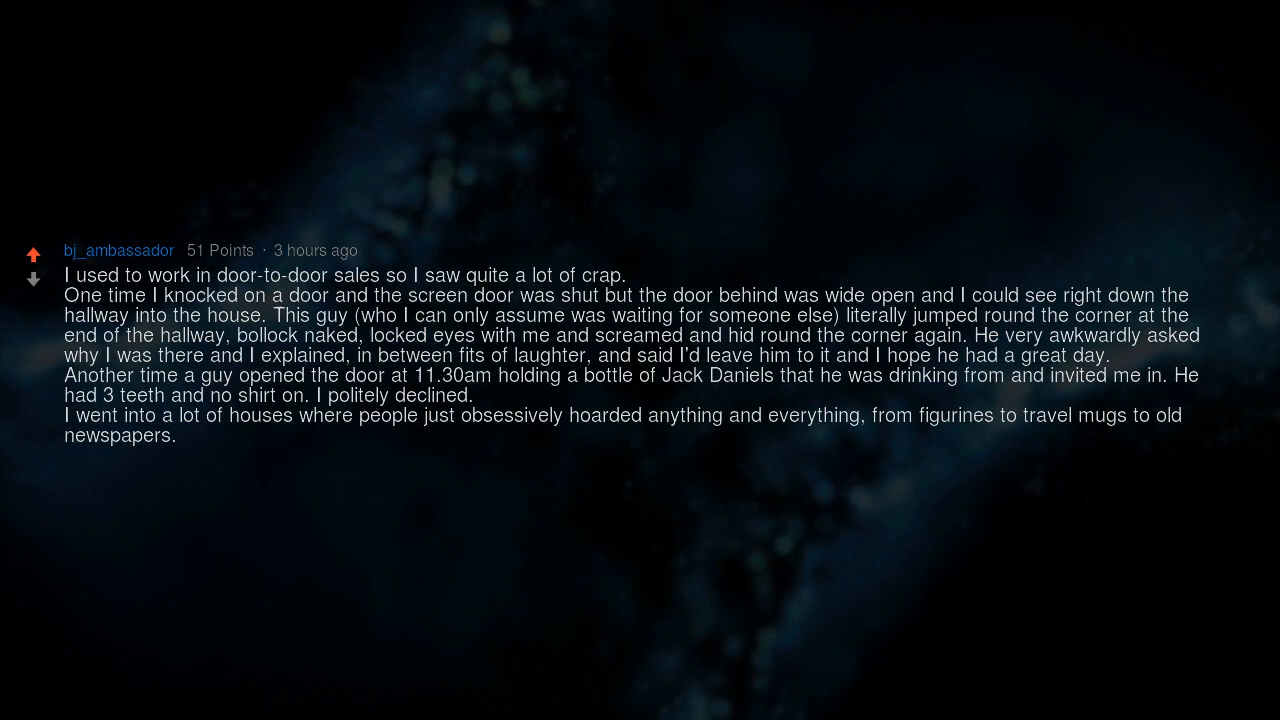 bj_ambassador 51 Points · 3 hours ago
I used to work in door-to-door sales so I saw quite a lot of crap.
One time I knocked on a door and the screen door was shut but the door behind was wide open and I could see right down the
hallway into the house. This guy (who I can only assume was waiting for someone else) literally jumped round the corner at the
end of the hallway, bollock naked, locked eyes with me and screamed and hid round the corner again. He very awkwardly asked
why I was there and I explained, in between fits of laughter, and said I'd leave him to it and I hope he had a great day.
Another time a guy opened the door at 11.30am holding a bottle of Jack Daniels that he was drinking from and invited me in. He
had 3 teeth and no shirt on. I politely declined.
I went into a lot of houses where people just obsessively hoarded anything and everything, from figurines to travel mugs to old
newspapers.